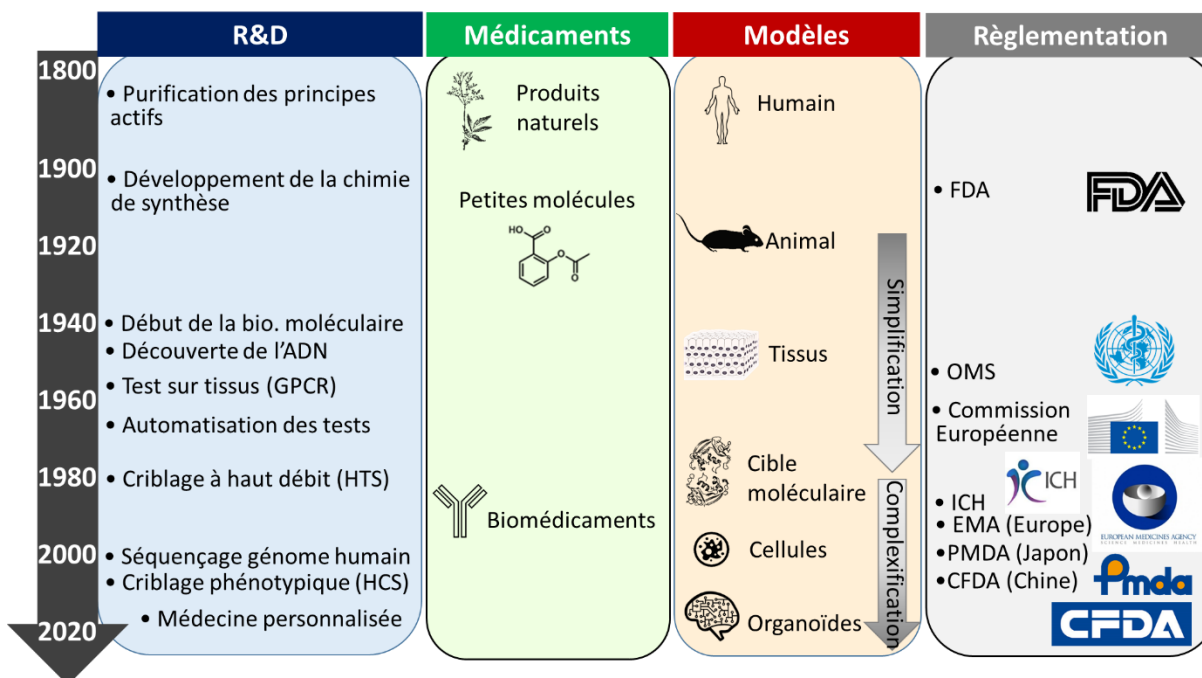 R&D
Médicaments
Modèles
Règlementation
1800
1900
1920
1940
1960
1980
2000
2020
• Purification des principes
actifs
• Développement de la chimie
de synthèse
• Début de la bio. moléculaire
• Découverte de l’ADN
• Test sur tissus (GPCR)
• Automatisation des tests
• Criblage à haut débit (HTS)
• Séquençage génome humain
• Criblage phénotypique (HCS)
• Médecine personnalisée
Produits
naturels
Petites molécules
HO
O
O
O
Biomédicaments
Humain
Animal
Tissus
Cible
moléculaire
Cellules
Organoïdes
Simplification
Complexification
• FDA
FDA
• OMS
• Commission
Européenne
• ICH
ICH
• EMA (Europe)
EUROPEAN MEDICINES AGENCY
SCIENCE MEDICINES HEALTH
•PMDA (Japon)
•CFDA (Chine)
Pmda
CFDA